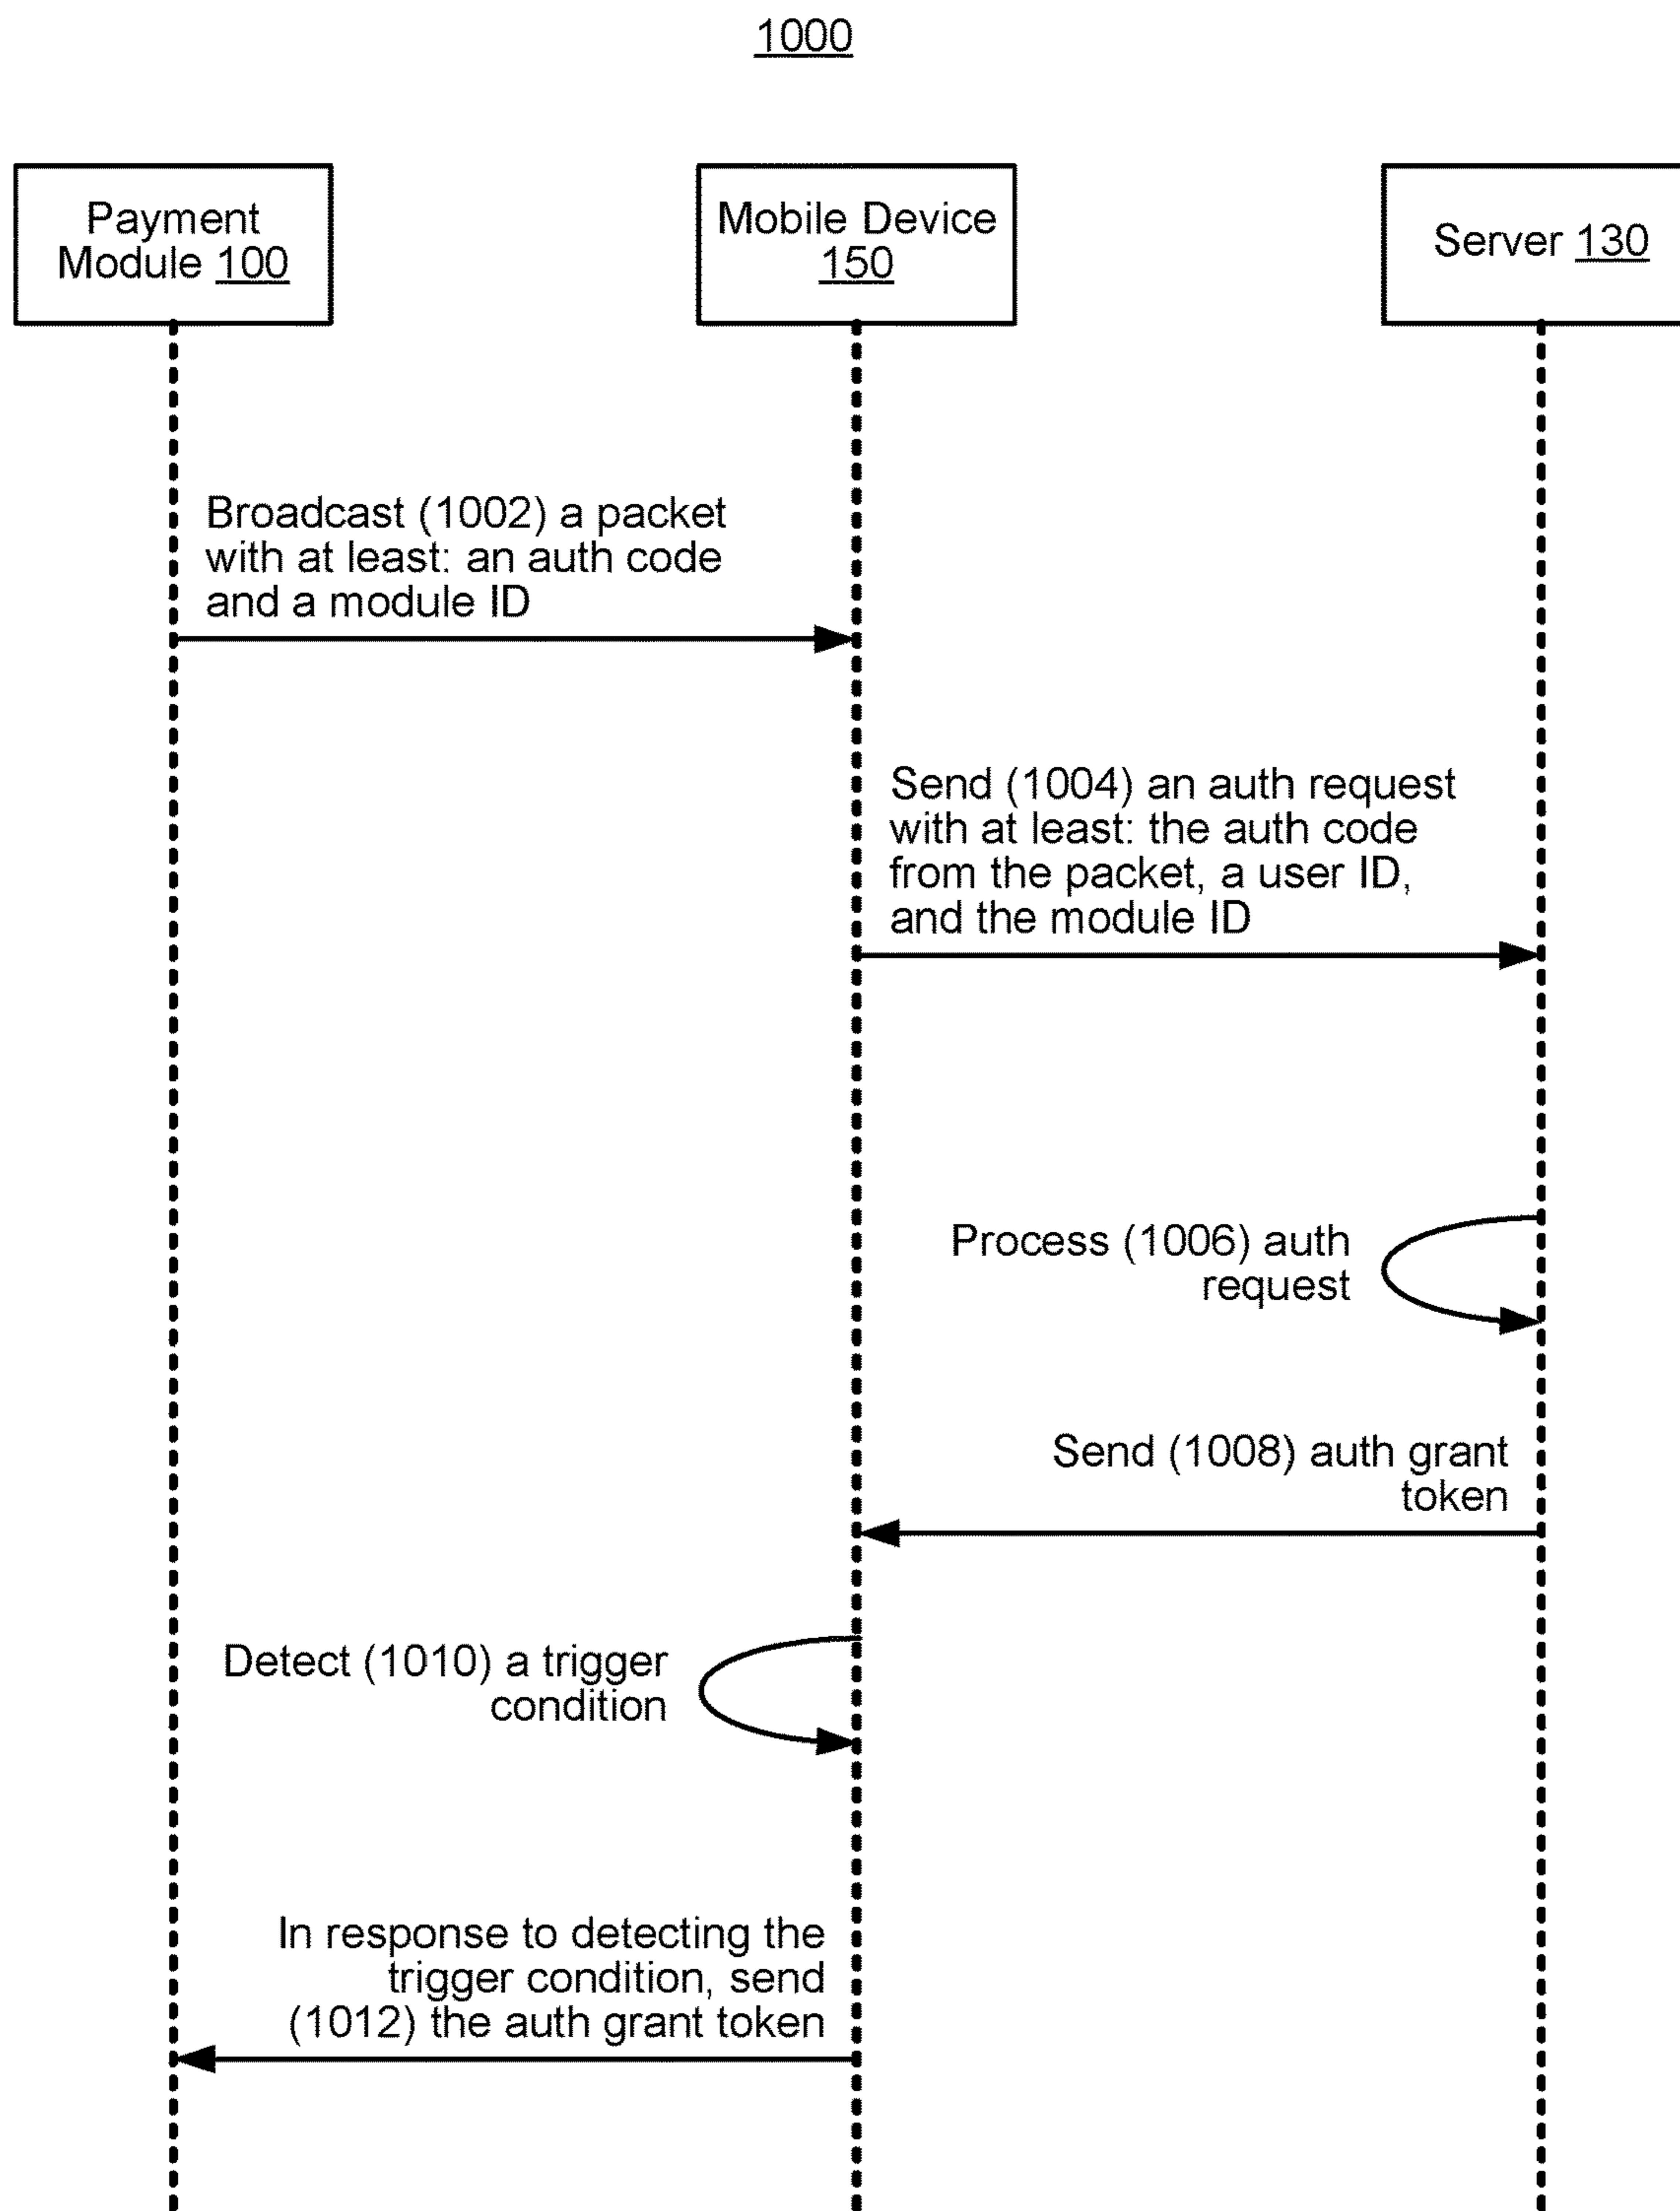 1000
Payment
Module 100
Mobile Device
150
Server 130
Broadcast (1002) a packet
with at least: an auth code
and a module ID
Send (1004) an auth request
with at least: the auth code
from the packet, a user ID,
and the module ID
Process (1006) auth
request
Send (1008) auth grant
token
Detect (1010) a trigger
condition
In response to detecting the
trigger condition, send
(1012) the auth grant token